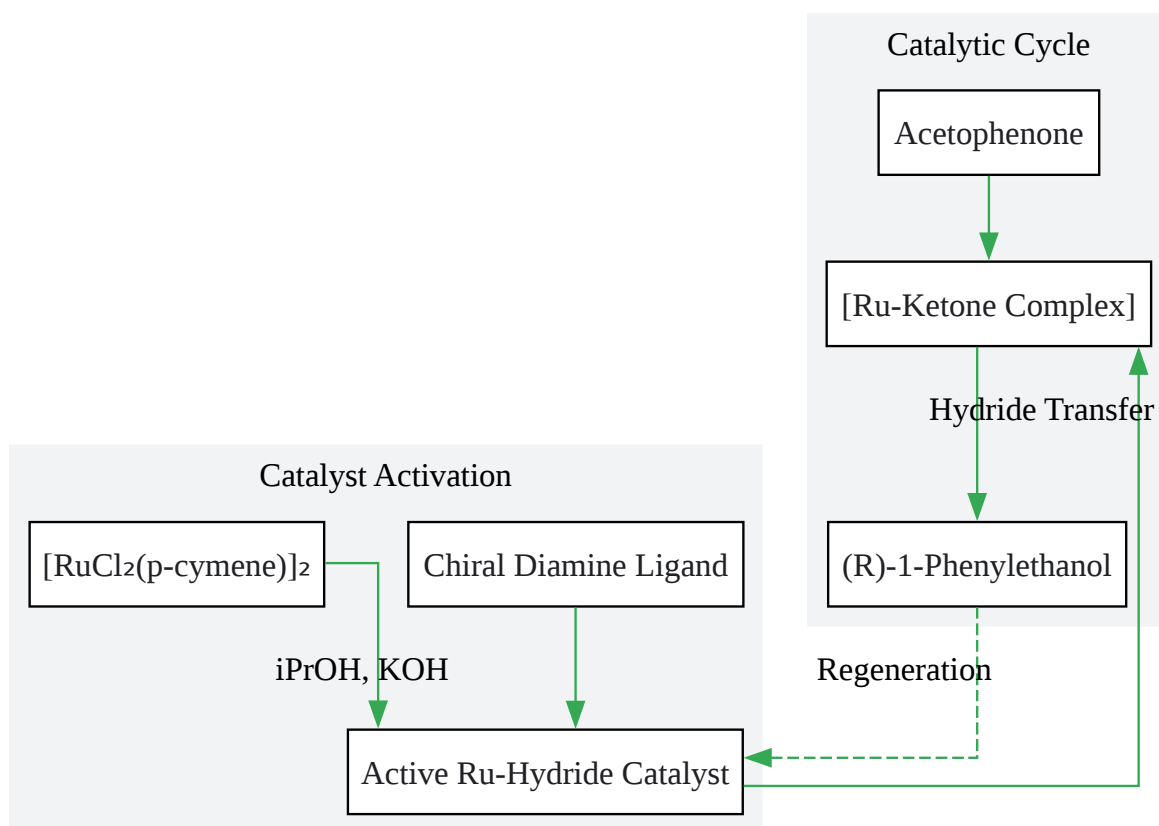 Catalytic Cycle
Acetophenone
[Ru-Ketone Complex]
Hydride Transfer
Catalyst Activation
[RuCl₂(p-cymene)]₂
Chiral Diamine Ligand
(R)-1-Phenylethanol
iPrOH, KOH
Regeneration
Active Ru-Hydride Catalyst